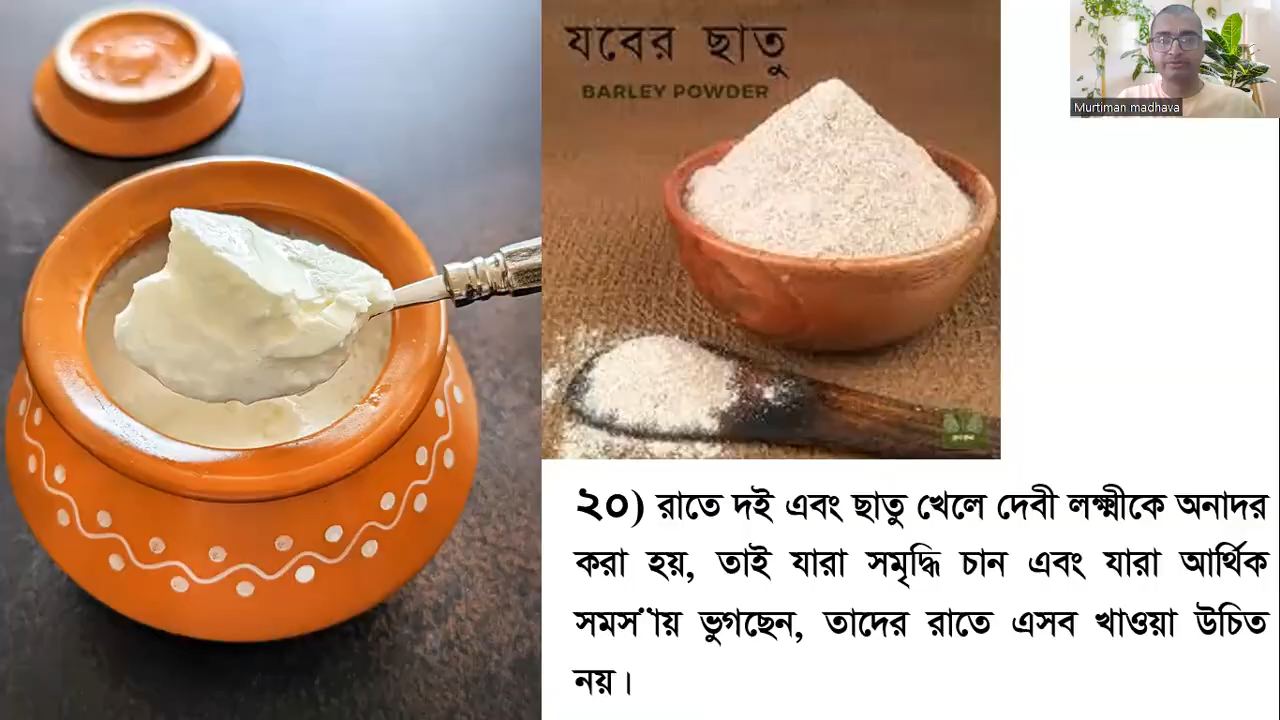 যবের ছাতু
BARLEY POWDER
Murtiman madhava
২০) রাতে দই এবং ছাতু খেলে দেবী লক্ষ্মীকে অনাদর
করা হয়, তাই যারা সমৃদ্ধি চান এবং যারা আর্থিক
সমস্যায় ভুগছেন, তাদের রাতে এসব খাওয়া উচিত
নয়।